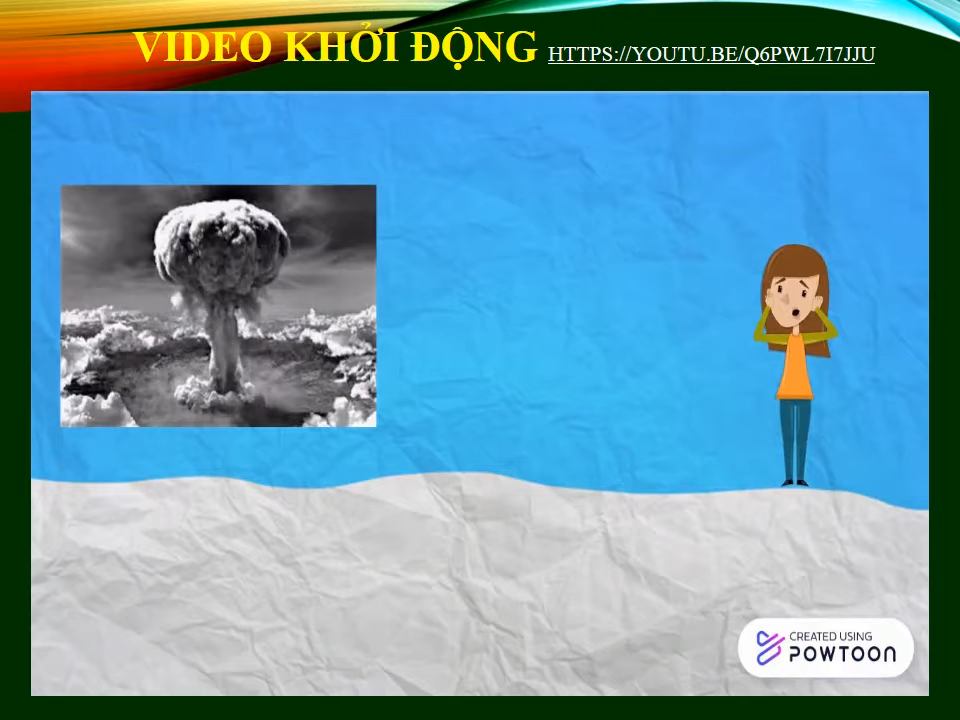 VIDEO KHỞI ĐỘNG HTTPS://YOUTU.BE/Q6PWL7I7JJU
CREATED USING
POWTOON